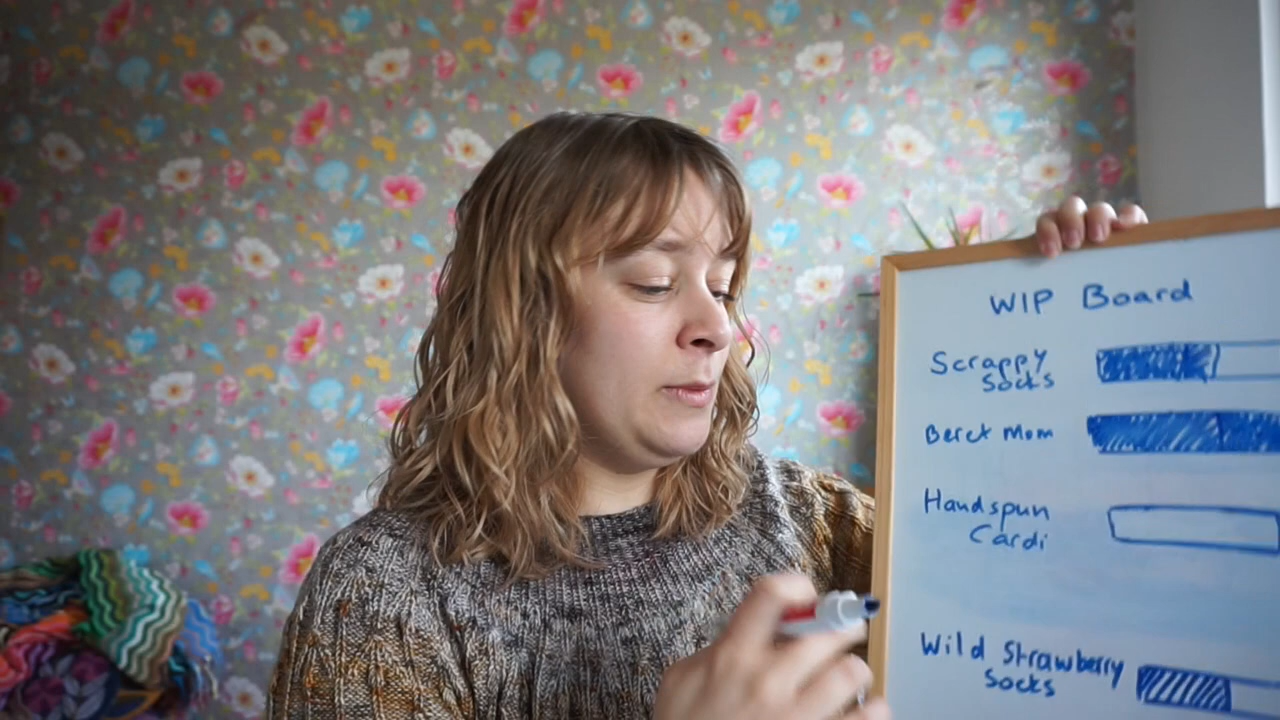 WIP Board
Scrappy
Socks
Beret Mom
Handspun
Cardi
Wild Strawberry
Socks